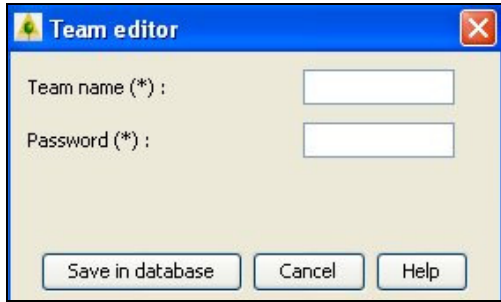 Team editor
Team name (*) :
Password (*) :
Save in database Cancel Help